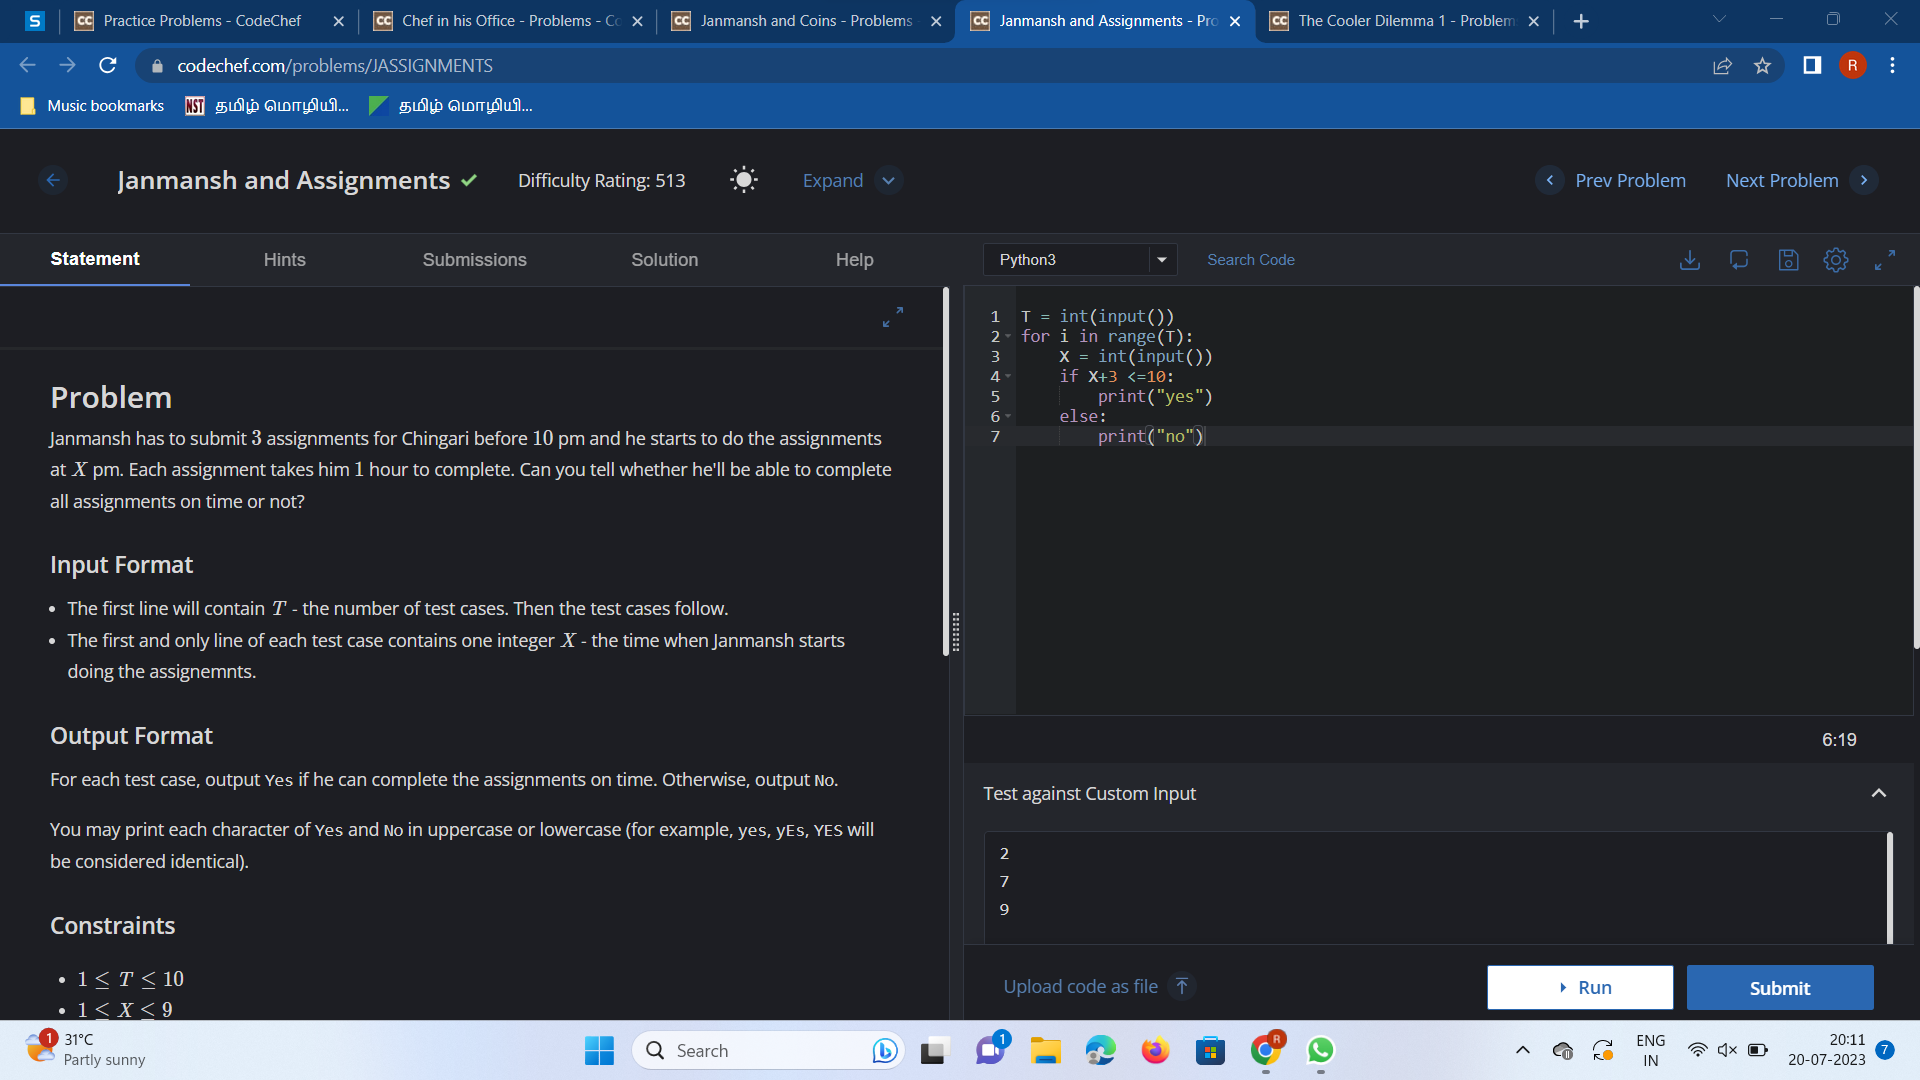 S
CC Practice Problems - CodeChef
CC Chef in his Office - Problems - Co
CC Janmansh and Coins - Problems
CC Janmansh and Assignments - Pro
CC The Cooler Dilemma 1 - Problem
codechef.com/problems/JASSIGNMENTS
R
Music bookmarks
NST தமிழ் மொழியி...
தமிழ் மொழியி...
Janmansh and Assignments
Difficulty Rating: 513
Expand
Prev Problem
Next Problem
Statement
Hints
Submissions
Solution
Help
Problem
Janmansh has to submit 3 assignments for Chingari before 10 pm and he starts to do the assignments
at X pm. Each assignment takes him 1 hour to complete. Can you tell whether he'll be able to complete
all assignments on time or not?
Input Format
• The first line will contain T - the number of test cases. Then the test cases follow.
• The first and only line of each test case contains one integer X - the time when Janmansh starts
doing the assignemnts.
Output Format
For each test case, output Yes if he can complete the assignments on time. Otherwise, output No.
You may print each character of Yes and No in uppercase or lowercase (for example, yes, yEs, YES will
be considered identical).
Constraints
• 1 ≤ T ≤ 10
• 1 ≤ X ≤ 9
Python3
Search Code
1 T = int(input())
2 for i in range(T):
3     X = int(input())
4     if X+3 <=10:
5         print("yes")
6     else:
7         print("no")
6:19
Test against Custom Input
2
7
9
Upload code as file
Run
Submit
1
31°C
Partly sunny
Search
1
R
ENG
IN
20:11
20-07-2023
7